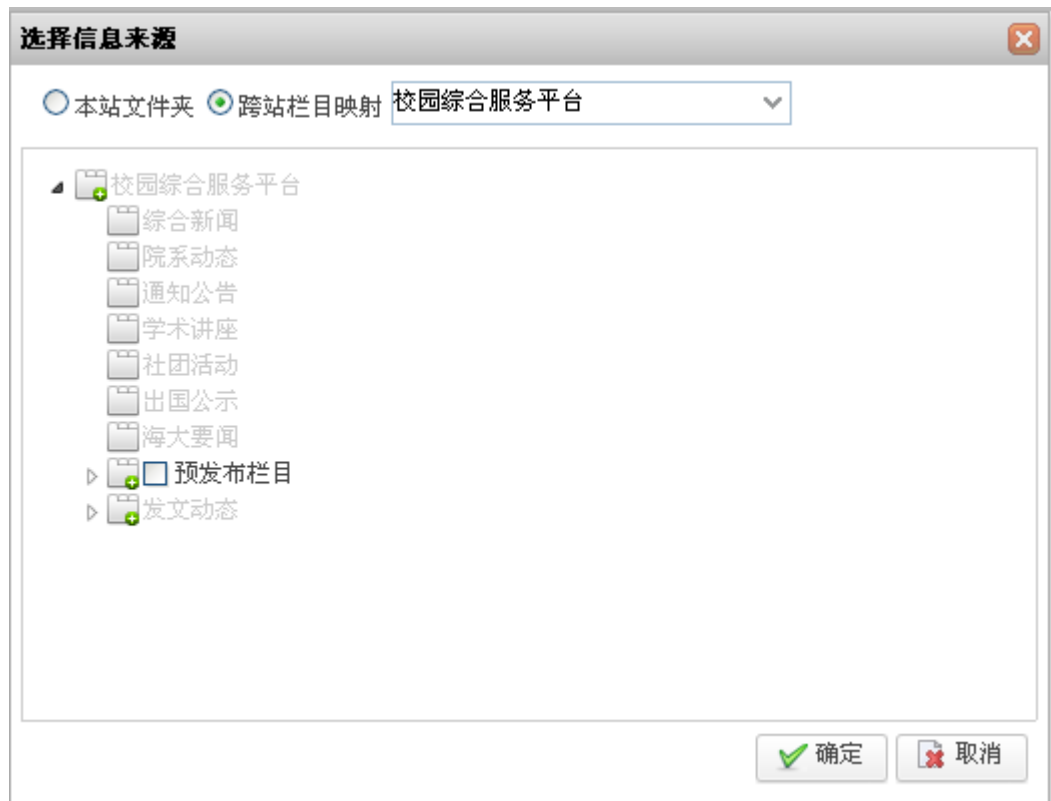 选择信息来源
本站文件夹 跨站栏目映射 校园综合服务平台
校园综合服务平台
综合新闻
院系动态
通知公告
学术讲座
社团活动
出国公示
海大要闻
预发布栏目
发文动态
确定 取消